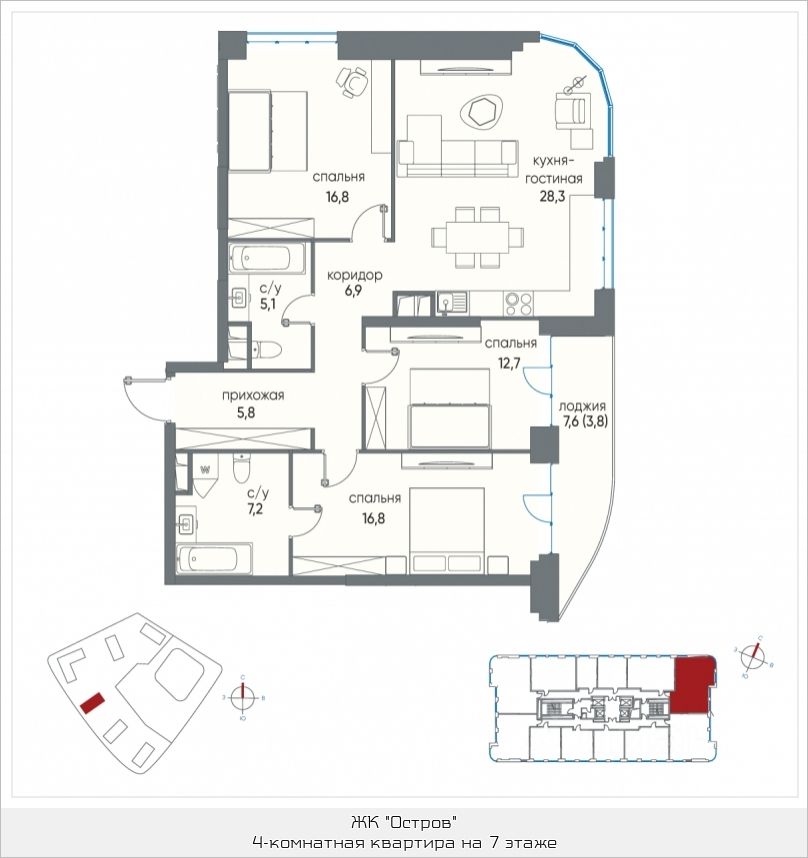 спальня
16,8
кухня-
гостиная
28,3
с/у
5,1
коридор
6,9
спальня
12,7
прихожая
5,8
лоджия
7,6 (3,8)
W
с/у
7,2
спальня
16,8
С
З
В
Ю
С
З
В
Ю
ЖК "Остров"
4-комнатная квартира на 7 этаже